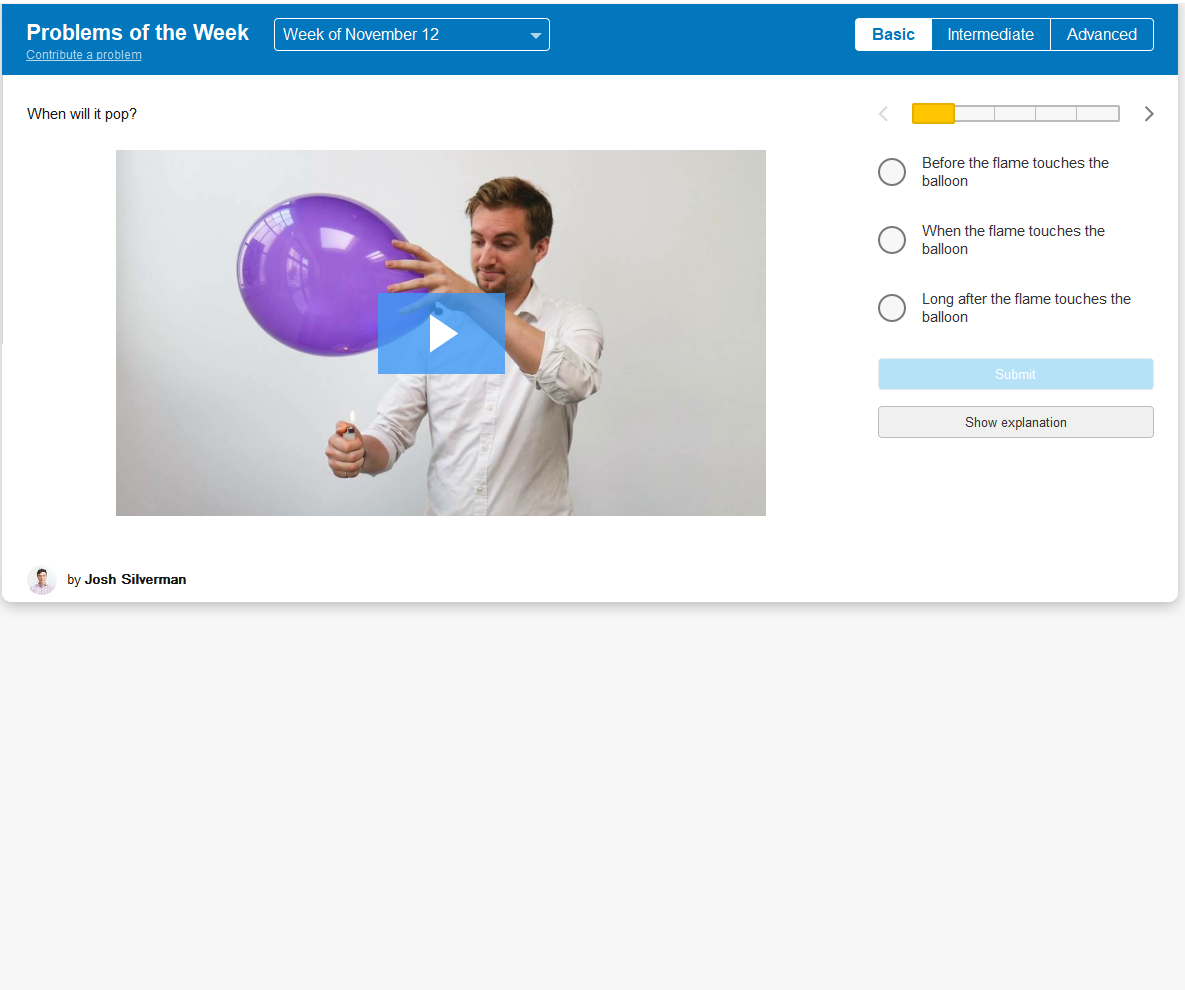 Problems of the Week
Contribute a problem
Week of November 12
Basic
Intermediate
Advanced
When will it pop?
Before the flame touches the
balloon
When the flame touches the
balloon
Long after the flame touches the
balloon
Submit
Show explanation
by Josh Silverman